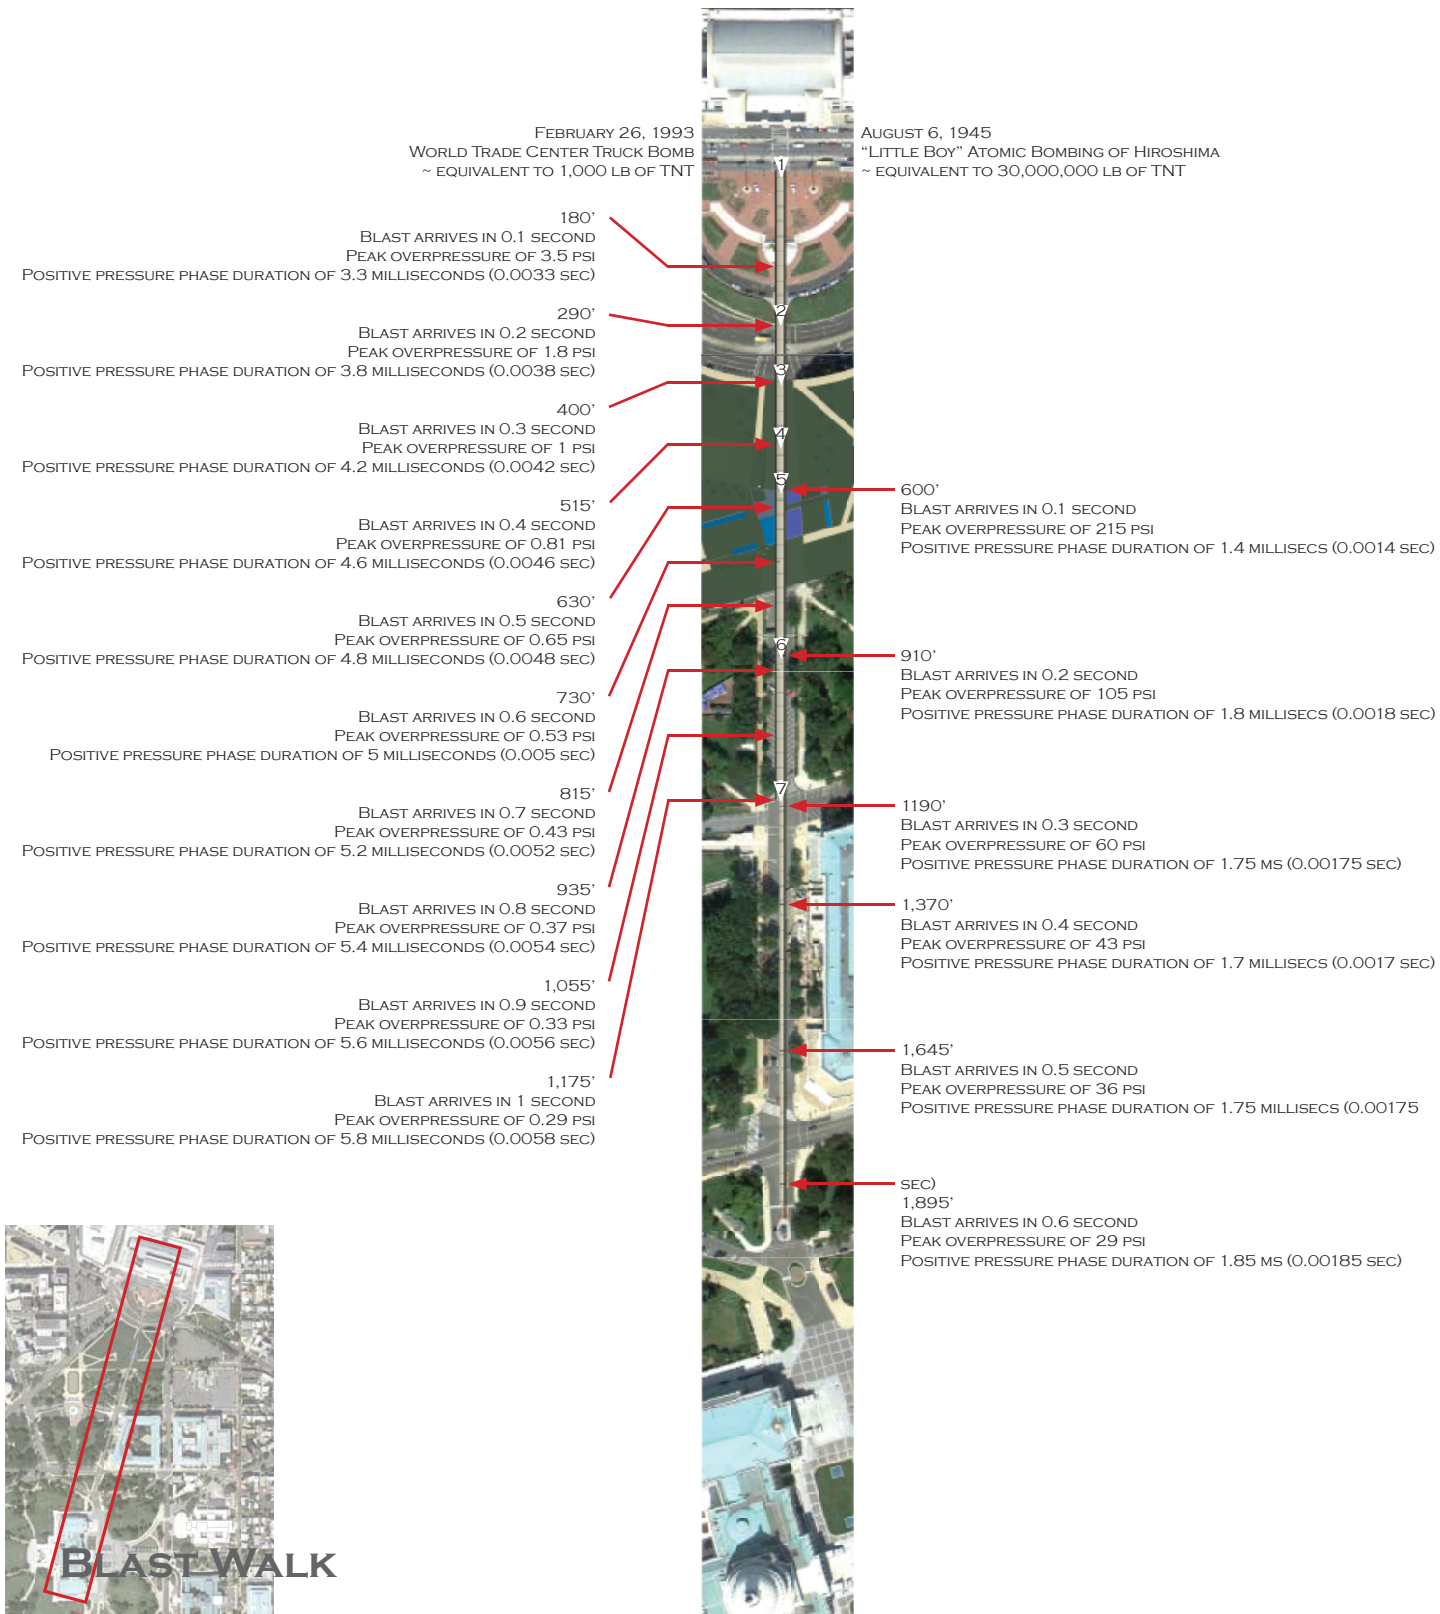 February 26, 1993
World Trade Center Truck Bomb
~ equivalent to 1,000 lb of TNT
August 6, 1945
“Little Boy” Atomic Bombing of Hiroshima
~ equivalent to 30,000,000 lb of TNT
180’
Blast arrives in 0.1 second
Peak overpressure of 3.5 psi
Positive pressure phase duration of 3.3 milliseconds (0.0033 sec)
290’
Blast arrives in 0.2 second
Peak overpressure of 1.8 psi
Positive pressure phase duration of 3.8 milliseconds (0.0038 sec)
400’
Blast arrives in 0.3 second
Peak overpressure of 1 psi
Positive pressure phase duration of 4.2 milliseconds (0.0042 sec)
515’
Blast arrives in 0.4 second
Peak overpressure of 0.81 psi
Positive pressure phase duration of 4.6 milliseconds (0.0046 sec)
630’
Blast arrives in 0.5 second
Peak overpressure of 0.65 psi
Positive pressure phase duration of 4.8 milliseconds (0.0048 sec)
730’
Blast arrives in 0.6 second
Peak overpressure of 0.53 psi
Positive pressure phase duration of 5 milliseconds (0.005 sec)
815’
Blast arrives in 0.7 second
Peak overpressure of 0.43 psi
Positive pressure phase duration of 5.2 milliseconds (0.0052 sec)
935’
Blast arrives in 0.8 second
Peak overpressure of 0.37 psi
Positive pressure phase duration of 5.4 milliseconds (0.0054 sec)
1,055’
Blast arrives in 0.9 second
Peak overpressure of 0.33 psi
Positive pressure phase duration of 5.6 milliseconds (0.0056 sec)
1,175’
Blast arrives in 1 second
Peak overpressure of 0.29 psi
Positive pressure phase duration of 5.8 milliseconds (0.0058 sec)
1
2
3
4
5
6
7
600’
Blast arrives in 0.1 second
Peak overpressure of 215 psi
Positive pressure phase duration of 1.4 millisecs (0.0014 sec)
910’
Blast arrives in 0.2 second
Peak overpressure of 105 psi
Positive pressure phase duration of 1.8 millisecs (0.0018 sec)
1190’
Blast arrives in 0.3 second
Peak overpressure of 60 psi
Positive pressure phase duration of 1.75 ms (0.00175 sec)
1,370’
Blast arrives in 0.4 second
Peak overpressure of 43 psi
Positive pressure phase duration of 1.7 millisecs (0.0017 sec)
1,645’
Blast arrives in 0.5 second
Peak overpressure of 36 psi
Positive pressure phase duration of 1.75 millisecs (0.00175
sec)
1,895’
Blast arrives in 0.6 second
Peak overpressure of 29 psi
Positive pressure phase duration of 1.85 ms (0.00185 sec)
Blast Walk